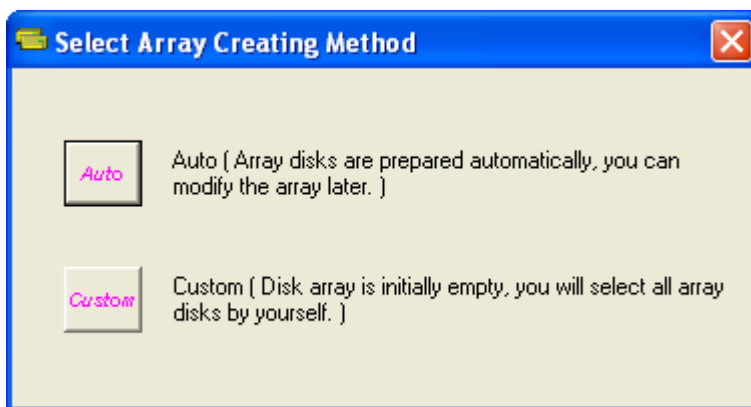 Select Array Creating Method
Auto
Auto ( Array disks are prepared automatically, you can
modify the array later. )
Custom
Custom ( Disk array is initially empty, you will select all array
disks by yourself. )